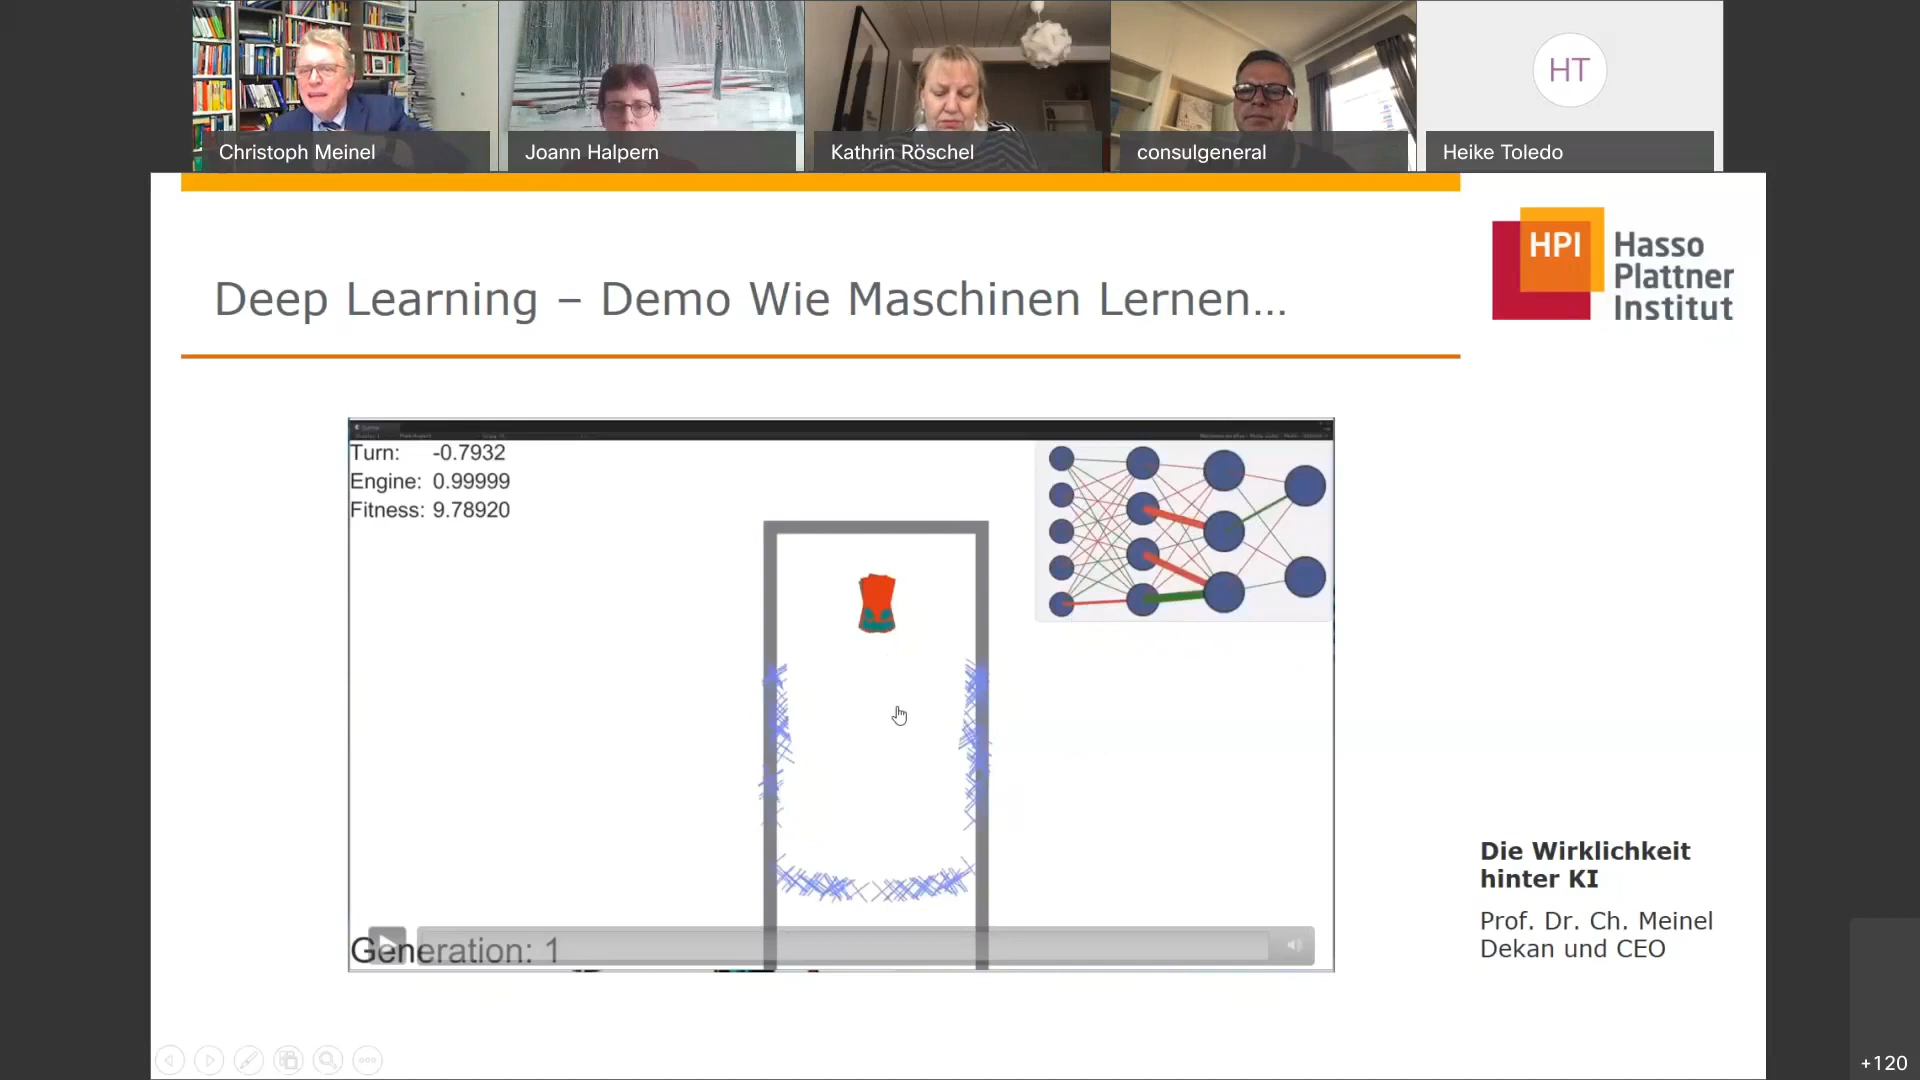 Christoph Meinel
Joann Halpern
Kathrin Röschel
consulgeneral
HT
Heike Toledo
Deep Learning – Demo Wie Maschinen Lernen…
HPI
Hasso
Plattner
Institut
Turn: -0.7932
Engine: 0.99999
Fitness: 9.78920
Generation: 1
Die Wirklichkeit
hinter KI
Prof. Dr. Ch. Meinel
Dekan und CEO
+120